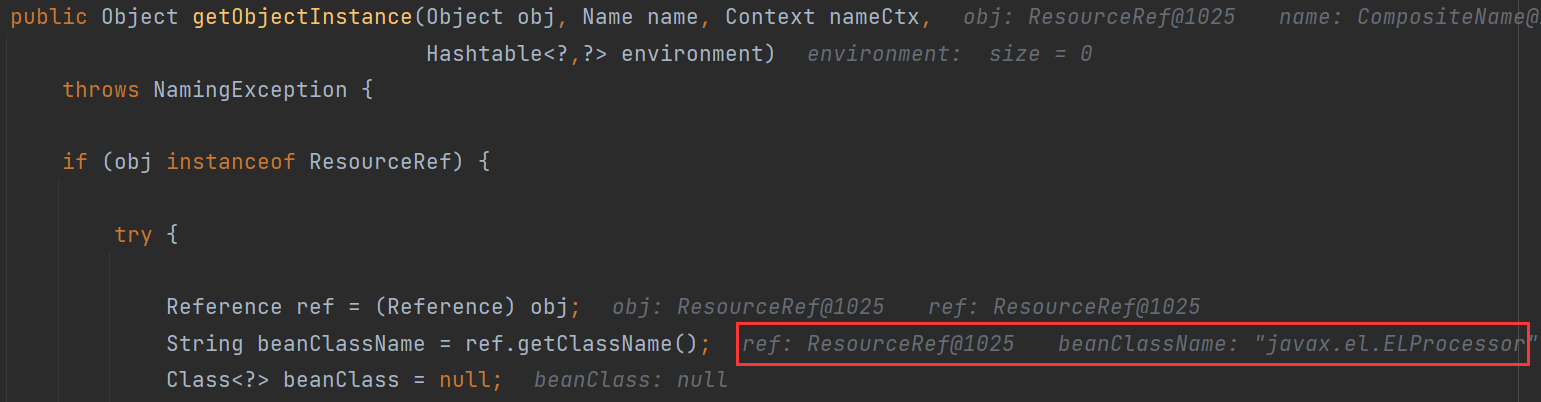 public Object getObjectInstance(Object obj, Name name, Context nameCtx, obj: ResourceRef@1025 name: CompositeName@
Hashtable<?,?> environment) environment: size = 0
throws NamingException {
if (obj instanceof ResourceRef) {
try {
Reference ref = (Reference) obj; obj: ResourceRef@1025 ref: ResourceRef@1025
String beanClassName = ref.getClassName(); ref: ResourceRef@1025 beanClassName: "javax.el.ELProcessor"
Class<?> beanClass = null; beanClass: null